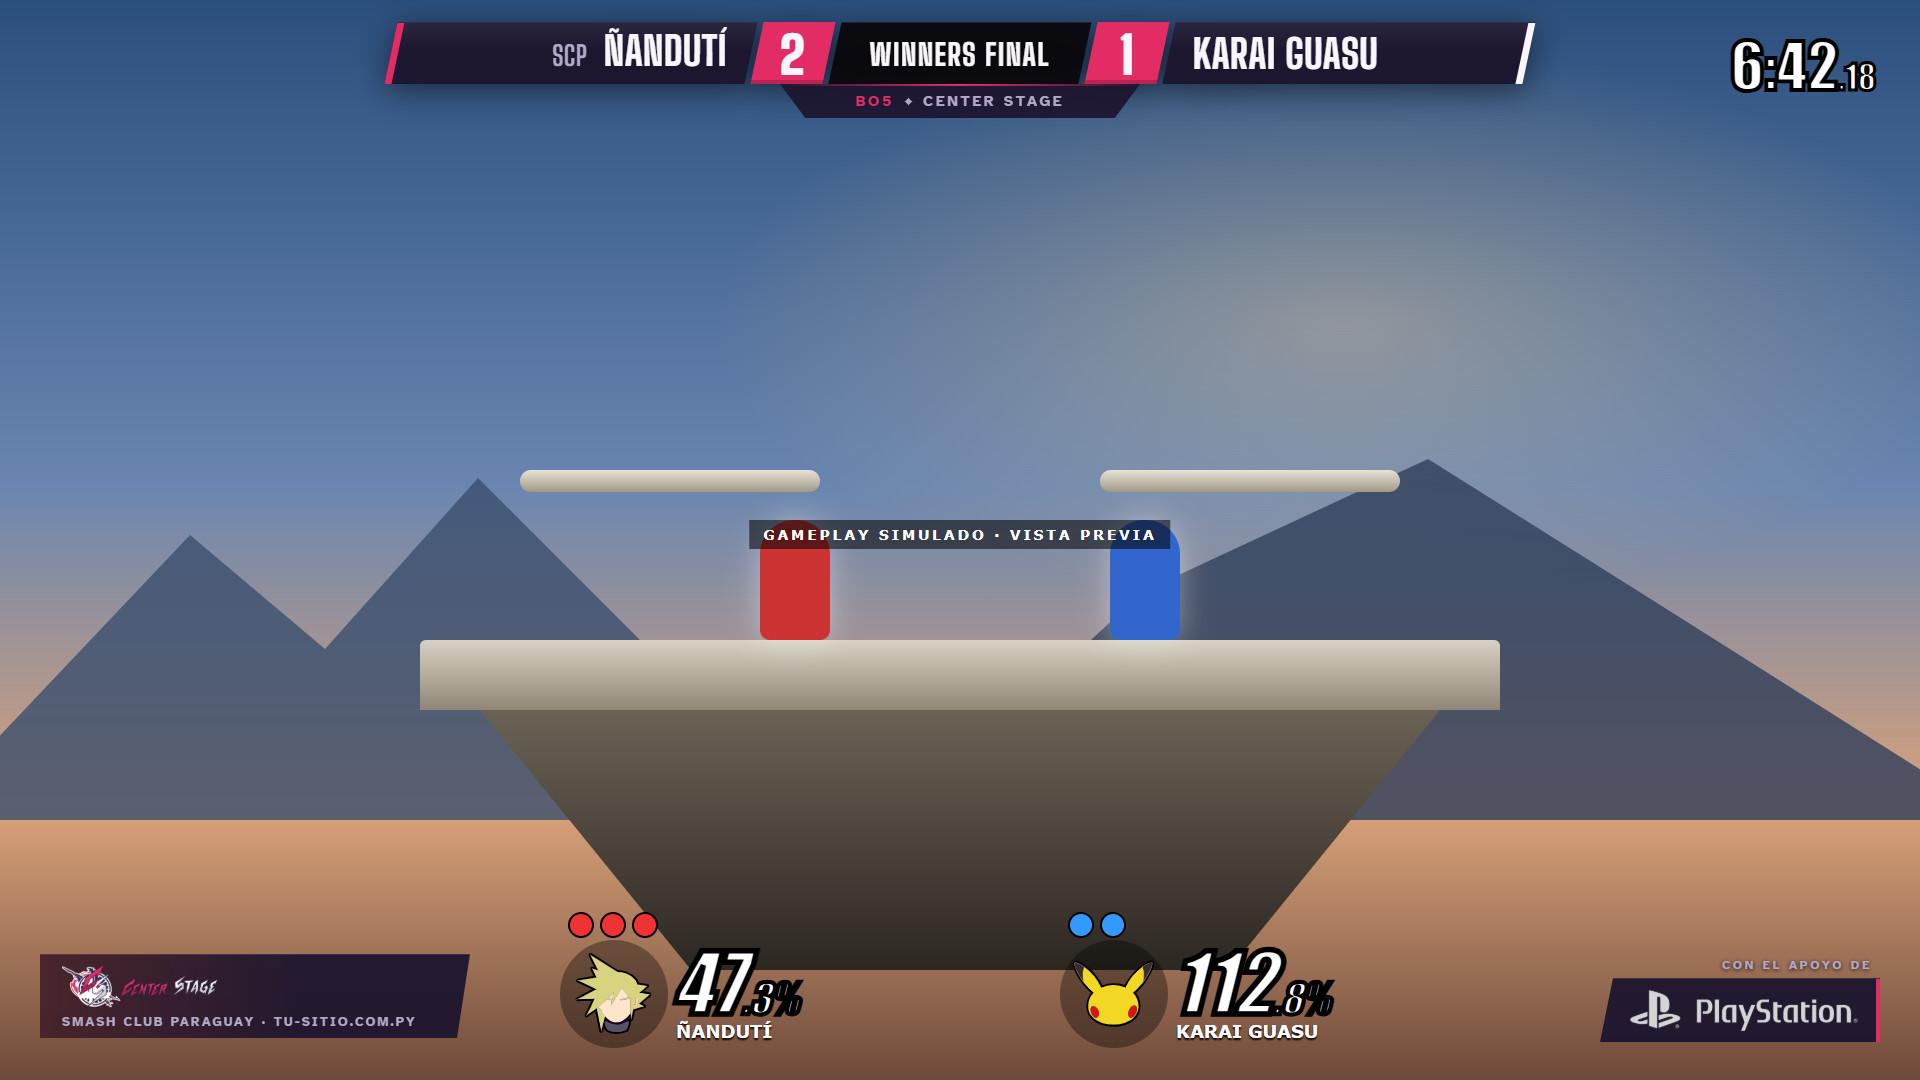 SCP ÑANDUTÍ 2 WINNERS FINAL 1 KARAI GUASU
6:42.18
BO5 ◆ CENTER STAGE
GAMEPLAY SIMULADO · VISTA PREVIA
CENTER STAGE
SMASH CLUB PARAGUAY · TU-SITIO.COM.PY
47.3%
ÑANDUTÍ
112.8%
KARAI GUASU
CON EL APOYO DE
PlayStation